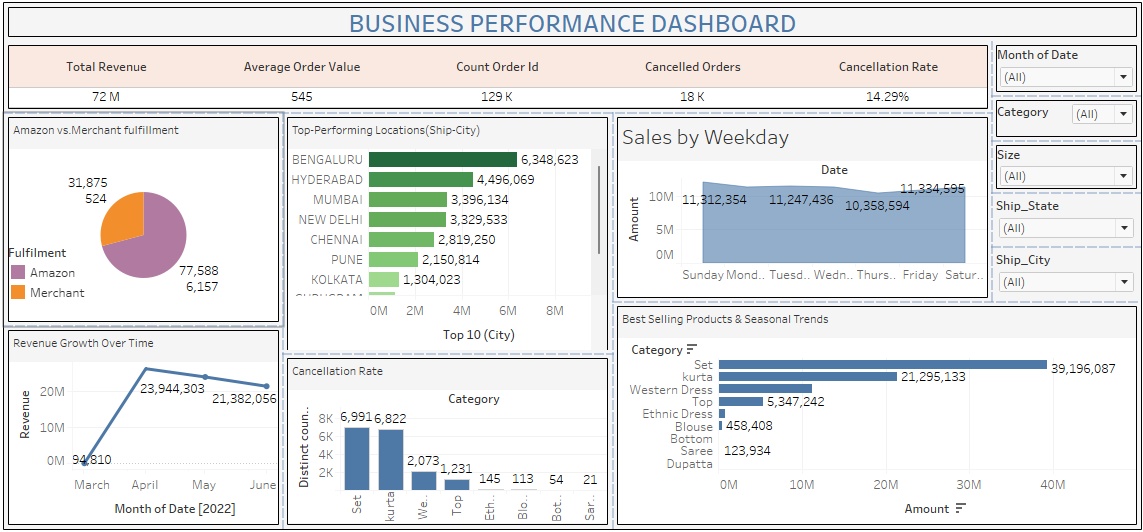 BUSINESS PERFORMANCE DASHBOARD
Total Revenue Average Order Value Count Order Id Cancelled Orders Cancellation Rate
72 M 545 129 K 18 K 14.29%
Month of Date
(All)
Category (All)
Size
(All)
Ship_State
(All)
Ship_City
(All)
Amazon vs.Merchant fulfillment
31,875
524
77,588
6,157
Fulfilment
Amazon
Merchant
Top-Performing Locations(Ship-City)
BENGALURU 6,348,623
HYDERABAD 4,496,069
MUMBAI 3,396,134
NEW DELHI 3,329,533
CHENNAI 2,819,250
PUNE 2,150,814
KOLKATA 1,304,023
0M 2M 4M 6M 8M
Top 10 (City)
Sales by Weekday
Date
Amount
10M
5M
0M
11,312,354 11,247,436 10,358,594 11,334,595
Sunday Mond.. Tuesd.. Wedn.. Thurs.. Friday Satur..
Revenue Growth Over Time
Revenue
20M
10M
0M
94,810 23,944,303 21,382,056
March April May June
Month of Date [2022]
Cancellation Rate
Category
Distinct coun..
8K
6K
4K
2K
6,991 6,822 2,073 1,231 145 113 54 21
Set kurta We.. Top Eth.. Blo.. Bot.. Sar..
Best Selling Products & Seasonal Trends
Category
Set 39,196,087
kurta 21,295,133
Western Dress
Top 5,347,242
Ethnic Dress
Blouse 458,408
Bottom
Saree 123,934
Dupatta
0M 10M 20M 30M 40M
Amount